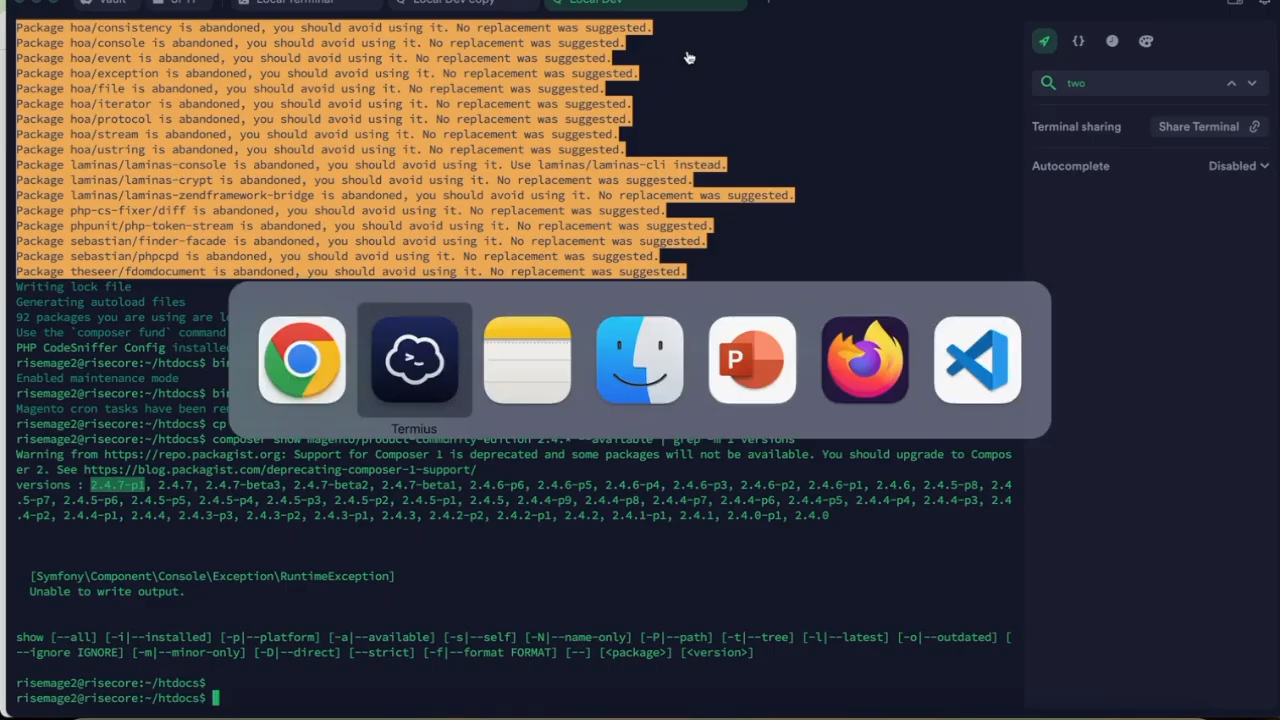 Vault
SFTP
Local Terminal
Local Dev copy
Local Dev
Package hoa/consistency is abandoned, you should avoid using it. No replacement was suggested.
Package hoa/console is abandoned, you should avoid using it. No replacement was suggested.
Package hoa/event is abandoned, you should avoid using it. No replacement was suggested.
Package hoa/exception is abandoned, you should avoid using it. No replacement was suggested.
Package hoa/file is abandoned, you should avoid using it. No replacement was suggested.
Package hoa/iterator is abandoned, you should avoid using it. No replacement was suggested.
Package hoa/protocol is abandoned, you should avoid using it. No replacement was suggested.
Package hoa/stream is abandoned, you should avoid using it. No replacement was suggested.
Package hoa/ustring is abandoned, you should avoid using it. No replacement was suggested.
Package laminas/laminas-console is abandoned, you should avoid using it. Use laminas/laminas-cli instead.
Package laminas/laminas-crypt is abandoned, you should avoid using it. No replacement was suggested.
Package laminas/laminas-zendframework-bridge is abandoned, you should avoid using it. No replacement was suggested.
Package php-cs-fixer/diff is abandoned, you should avoid using it. No replacement was suggested.
Package phpunit/php-token-stream is abandoned, you should avoid using it. No replacement was suggested.
Package sebastian/finder-facade is abandoned, you should avoid using it. No replacement was suggested.
Package sebastian/phpcpd is abandoned, you should avoid using it. No replacement was suggested.
Package theseer/fdomdocument is abandoned, you should avoid using it. No replacement was suggested.
Writing lock file
Generating autoload files
92 packages you are using are lo
Use the `composer fund` command
PHP CodeSniffer Config installed
risemage2@risecore:~/htdocs$ bin
Enabled maintenance mode
risemage2@risecore:~/htdocs$ bin
Magento cron tasks have been re
risemage2@risecore:~/htdocs$ cp
risemage2@risecore:~/htdocs$ composer show magento/product-community-edition 2.4.* --available | grep -m 1 versions
Warning from https://repo.packagist.org: Support for Composer 1 is deprecated and some packages will not be available. You should upgrade to Compos
er 2. See https://blog.packagist.com/deprecating-composer-1-support/
versions : 2.4.7-p1, 2.4.7, 2.4.7-beta3, 2.4.7-beta2, 2.4.7-beta1, 2.4.6-p6, 2.4.6-p5, 2.4.6-p4, 2.4.6-p3, 2.4.6-p2, 2.4.6-p1, 2.4.6, 2.4.5-p8, 2.4
.5-p7, 2.4.5-p6, 2.4.5-p5, 2.4.5-p4, 2.4.5-p3, 2.4.5-p2, 2.4.5-p1, 2.4.5, 2.4.4-p9, 2.4.4-p8, 2.4.4-p7, 2.4.4-p6, 2.4.4-p5, 2.4.4-p4, 2.4.4-p3, 2.4
.4-p2, 2.4.4-p1, 2.4.4, 2.4.3-p3, 2.4.3-p2, 2.4.3-p1, 2.4.3, 2.4.2-p2, 2.4.2-p1, 2.4.2, 2.4.1-p1, 2.4.1, 2.4.0-p1, 2.4.0
[Symfony\Component\Console\Exception\RuntimeException]
Unable to write output.
show [--all] [-i|--installed] [-p|--platform] [-a|--available] [-s|--self] [-N|--name-only] [-P|--path] [-t|--tree] [-l|--latest] [-o|--outdated] [
--ignore IGNORE] [-m|--minor-only] [-D|--direct] [--strict] [-f|--format FORMAT] [--] [<package>] [<version>]
risemage2@risecore:~/htdocs$
risemage2@risecore:~/htdocs$
Termius
P
two
Terminal sharing
Share Terminal
Autocomplete
Disabled